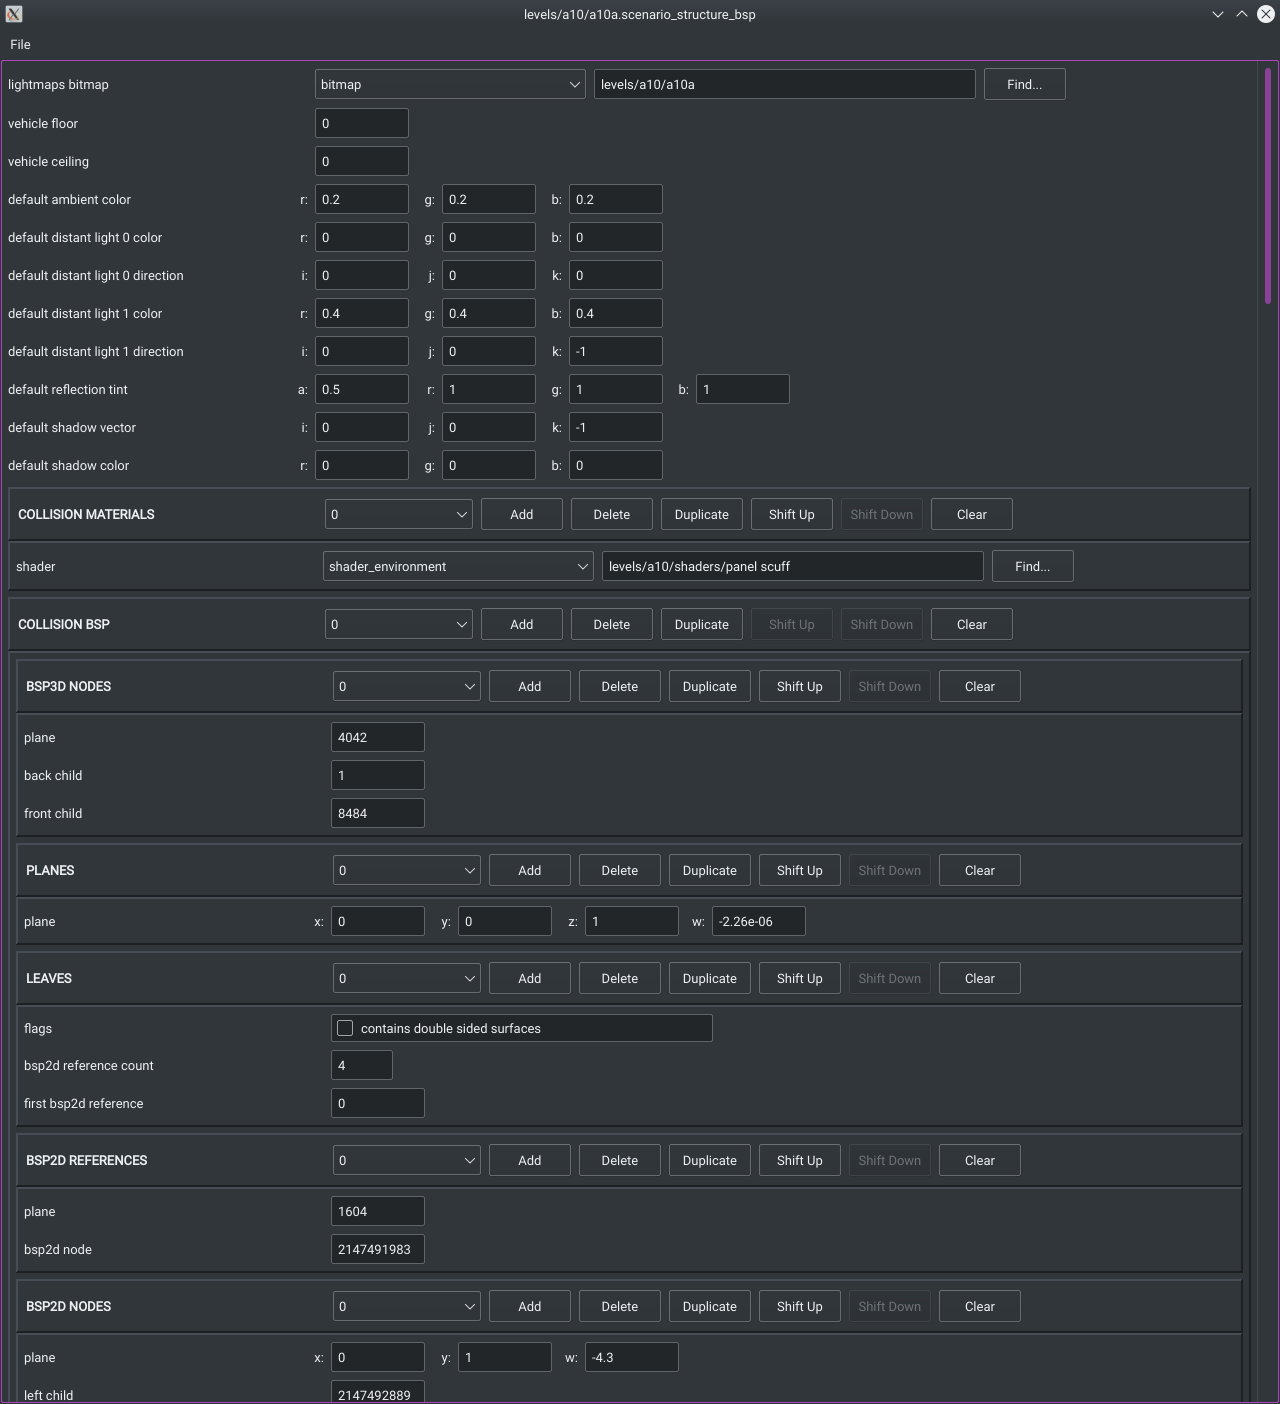 levels/a10/a10a.scenario_structure_bsp
File
lightmaps bitmap bitmap levels/a10/a10a Find...
vehicle floor 0
vehicle ceiling 0
default ambient color r: 0.2 g: 0.2 b: 0.2
default distant light 0 color r: 0 g: 0 b: 0
default distant light 0 direction i: 0 j: 0 k: 0
default distant light 1 color r: 0.4 g: 0.4 b: 0.4
default distant light 1 direction i: 0 j: 0 k: -1
default reflection tint a: 0.5 r: 1 g: 1 b: 1
default shadow vector i: 0 j: 0 k: -1
default shadow color r: 0 g: 0 b: 0
COLLISION MATERIALS 0 Add Delete Duplicate Shift Up Shift Down Clear
shader shader_environment levels/a10/shaders/panel scuff Find...
COLLISION BSP 0 Add Delete Duplicate Shift Up Shift Down Clear
BSP3D NODES 0 Add Delete Duplicate Shift Up Shift Down Clear
plane 4042
back child 1
front child 8484
PLANES 0 Add Delete Duplicate Shift Up Shift Down Clear
plane x: 0 y: 0 z: 1 w: -2.26e-06
LEAVES 0 Add Delete Duplicate Shift Up Shift Down Clear
flags contains double sided surfaces
bsp2d reference count 4
first bsp2d reference 0
BSP2D REFERENCES 0 Add Delete Duplicate Shift Up Shift Down Clear
plane 1604
bsp2d node 2147491983
BSP2D NODES 0 Add Delete Duplicate Shift Up Shift Down Clear
plane x: 0 y: 1 w: -4.3
left child 2147492889